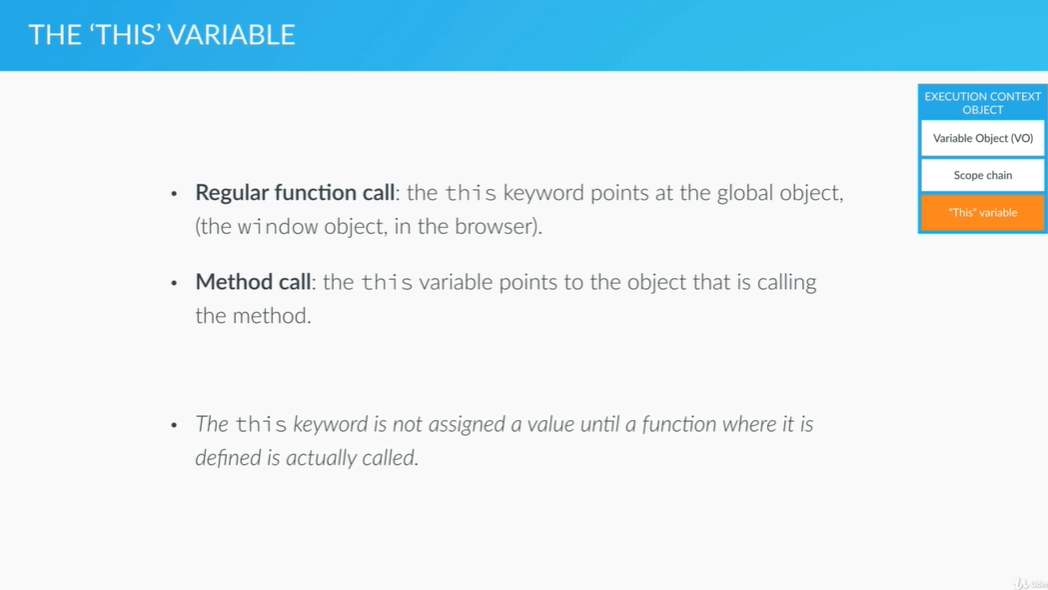 THE ‘THIS’ VARIABLE
EXECUTION CONTEXT
OBJECT
Variable Object (VO)
Scope chain
"This" variable
• Regular function call: the this keyword points at the global object,
(the window object, in the browser).
• Method call: the this variable points to the object that is calling
the method.
• The this keyword is not assigned a value until a function where it is
defined is actually called.